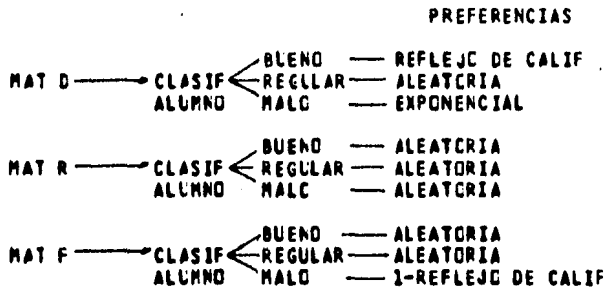 PREFERENCIAS
BUENO — REFLEJO DE CALIF
MAT D → CLASIF REGULAR — ALEATORIA
ALUMNO MALO — EXPONENCIAL
BUENO — ALEATORIA
MAT R → CLASIF REGULAR — ALEATORIA
ALUMNO MALO — ALEATORIA
BUENO — ALEATORIA
MAT F → CLASIF REGULAR — ALEATORIA
ALUMNO MALO — 1-REFLEJO DE CALIF